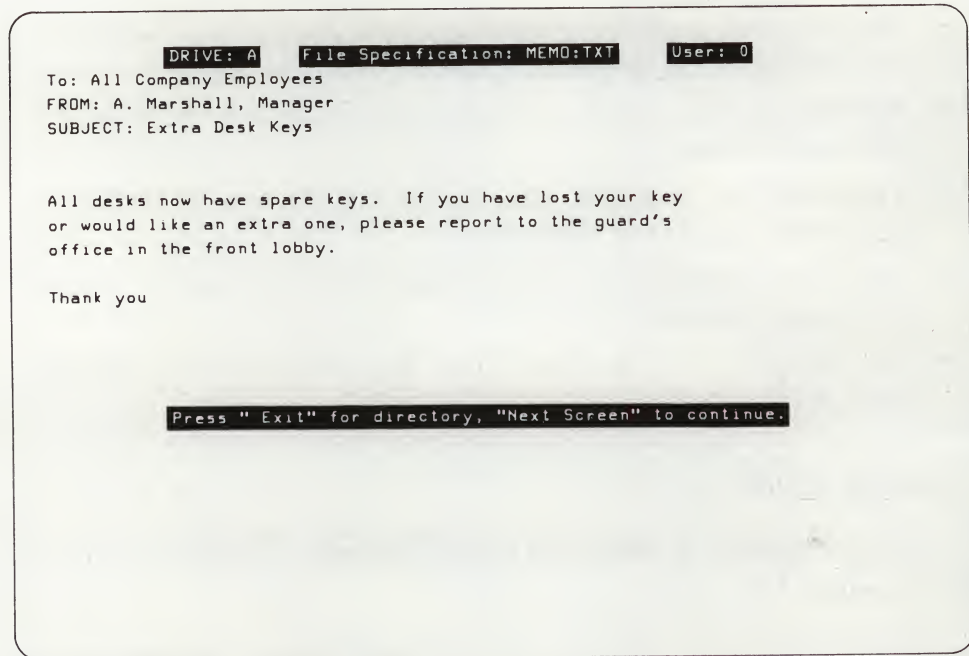 DRIVE: A File Specification: MEMO:TXT User: 0
To: All Company Employees
FROM: A. Marshall, Manager
SUBJECT: Extra Desk Keys
All desks now have spare keys. If you have lost your key
or would like an extra one, please report to the guard's
office in the front lobby.
Thank you
Press " Exit" for directory, "Next Screen" to continue.